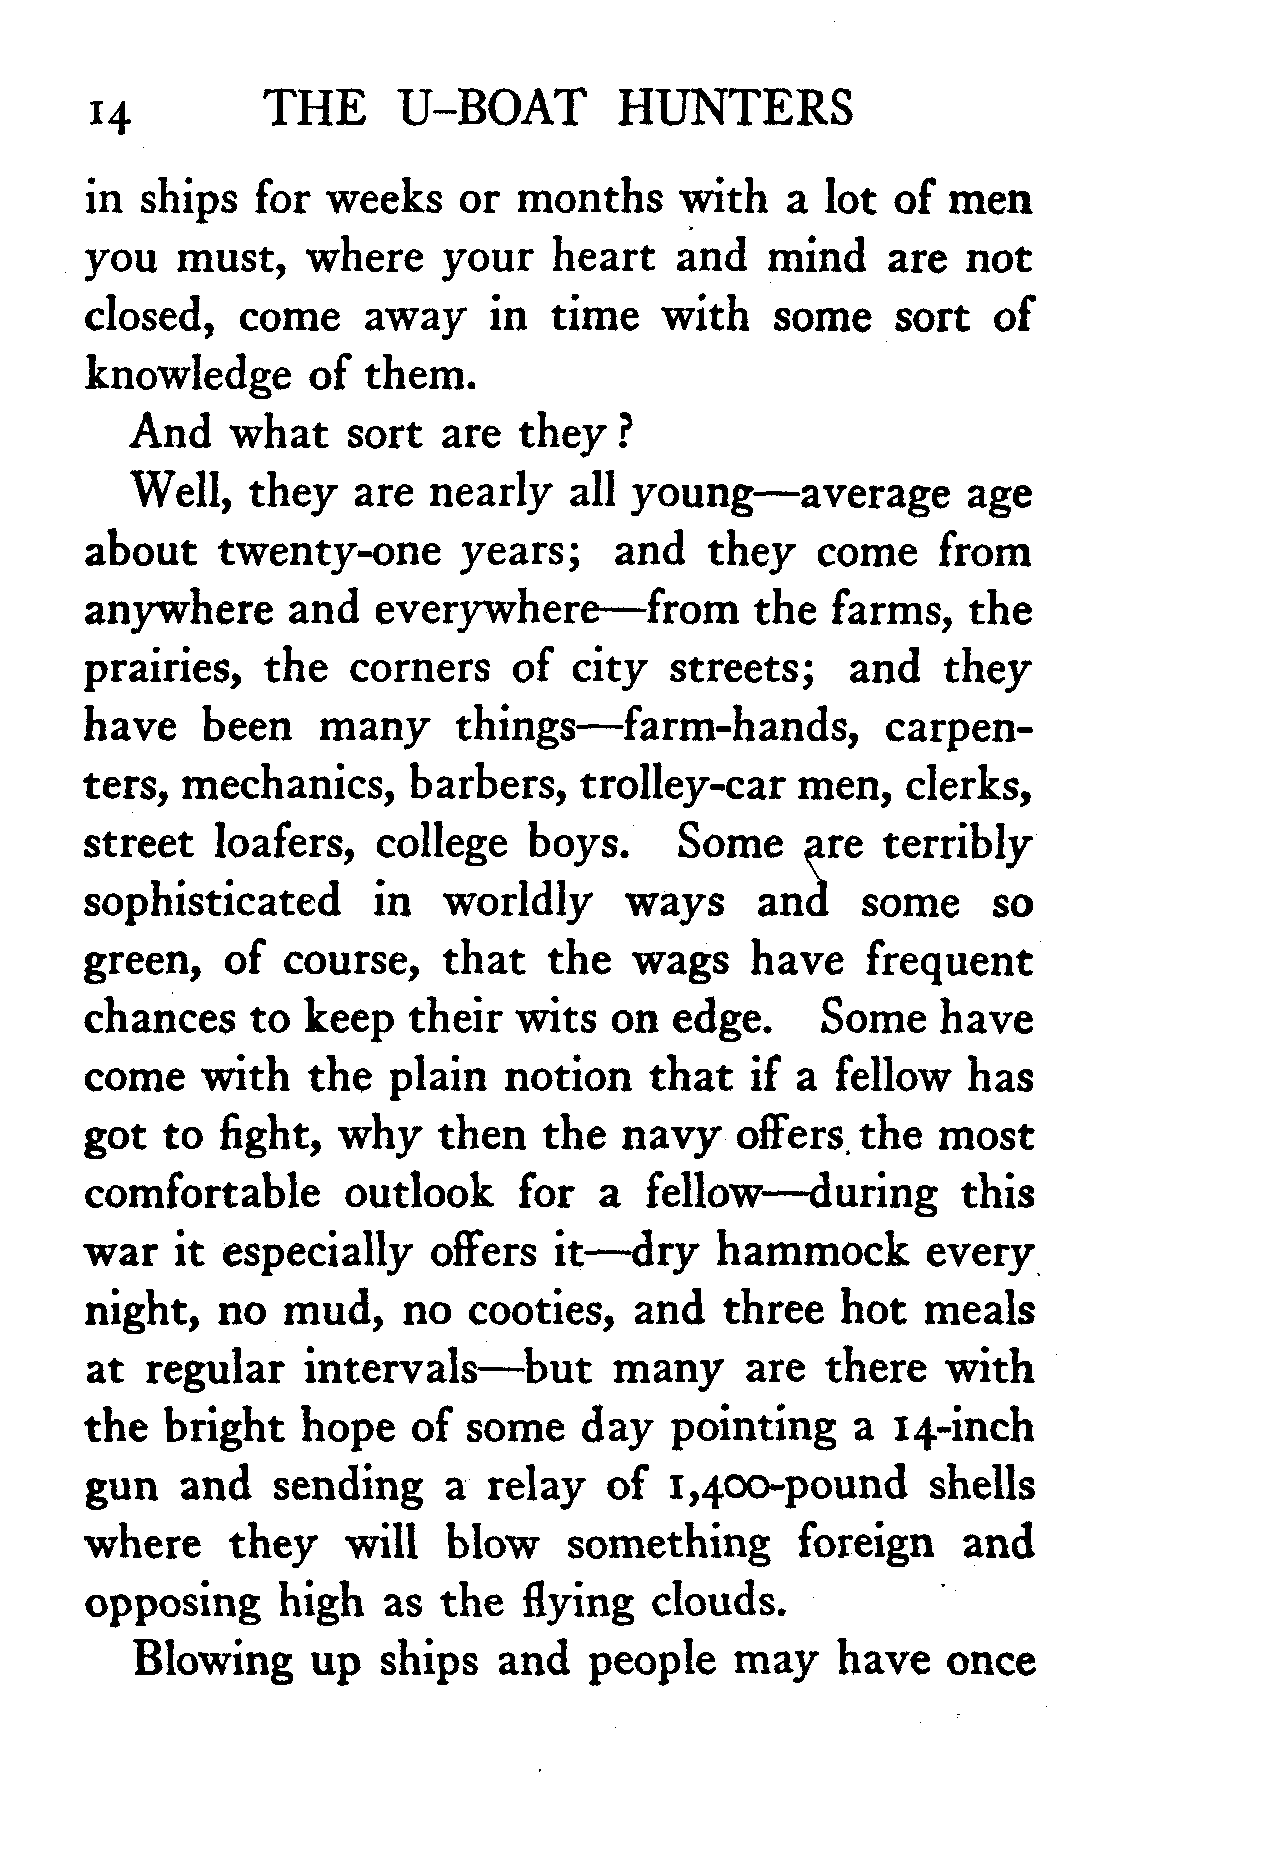 14 THE U-BOAT HUNTERS
in ships for weeks or months with a lot of men
you must, where your heart and mind are not
closed, come away in time with some sort of
knowledge of them.
And what sort are they?
Well, they are nearly all young—average age
about twenty-one years; and they come from
anywhere and everywhere—from the farms, the
prairies, the corners of city streets; and they
have been many things—farm-hands, carpen-
ters, mechanics, barbers, trolley-car men, clerks,
street loafers, college boys. Some are terribly
sophisticated in worldly ways and some so
green, of course, that the wags have frequent
chances to keep their wits on edge. Some have
come with the plain notion that if a fellow has
got to fight, why then the navy offers the most
comfortable outlook for a fellow—during this
war it especially offers it—dry hammock every
night, no mud, no cooties, and three hot meals
at regular intervals—but many are there with
the bright hope of some day pointing a 14-inch
gun and sending a relay of 1,400-pound shells
where they will blow something foreign and
opposing high as the flying clouds.
Blowing up ships and people may have once